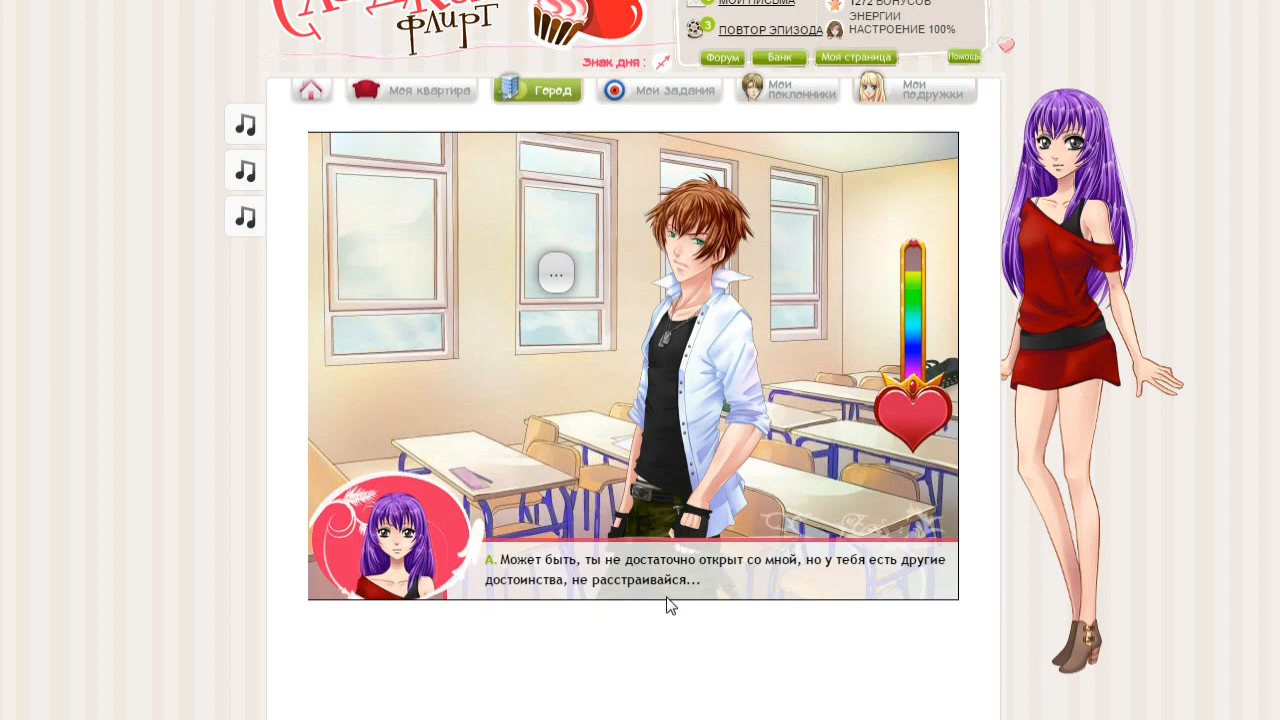 Сладкий
Флирт
МОИ ПИСЬМА
3
ПОВТОР ЭПИЗОДА
1272 БОНУСОВ
ЭНЕРГИИ
НАСТРОЕНИЕ 100%
Знак дня :
Форум
Банк
Моя страница
Помощь
Моя квартира
Город
Мои задания
Мои
поклонники
Мои
подружки
...
А. Может быть, ты не достаточно открыт со мной, но у тебя есть другие
достоинства, не расстраивайся...